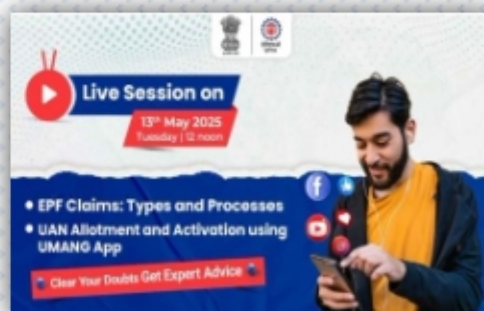 Live Session on
13th May 2025
Tuesday | 12 noon
• EPF Claims: Types and Processes
• UAN Allotment and Activation using
UMANG App
Clear Your Doubts Get Expert Advice